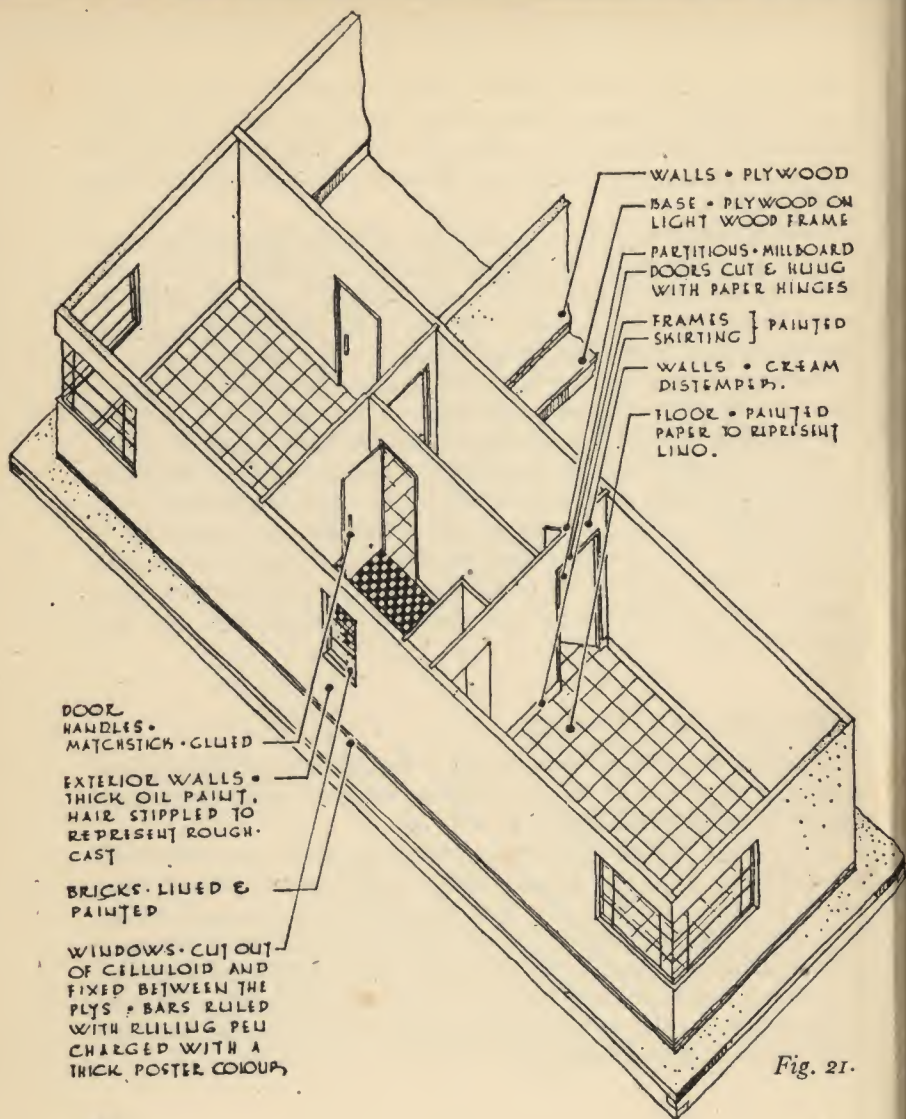 WALLS • PLYWOOD
BASE • PLYWOOD ON
LIGHT WOOD FRAME
PARTITIONS • MILLBOARD
DOORS CUT & HUNG
WITH PAPER HINGES
FRAMES } PAINTED
SKIRTING
WALLS • CREAM
DISTEMPER.
FLOOR • PAINTED
PAPER TO REPRESENT
LINO.
DOOR
HANDLES •
MATCHSTICK • GLUED
EXTERIOR WALLS •
THICK OIL PAINT,
HAIR STIPPLED TO
REPRESENT ROUGH-
CAST
BRICKS • LINED &
PAINTED
WINDOWS • CUT OUT
OF CELLULOID AND
FIXED BETWEEN THE
PLYS • BARS RULED
WITH RULING PEN
CHARGED WITH A
THICK POSTER COLOUR
Fig. 21.